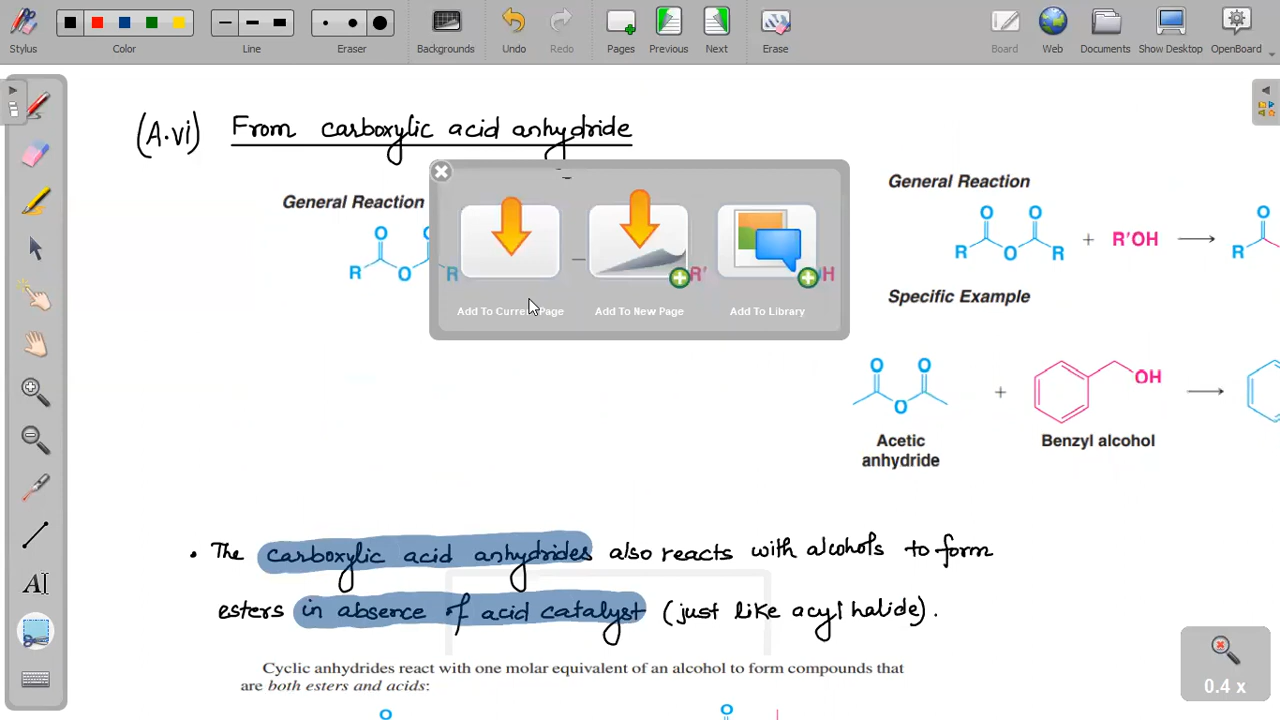 Stylus
Color
Line
Eraser
Backgrounds
Undo
Redo
Pages
Previous
Next
Erase
Board
Web
Documents
Show Desktop
OpenBoard
(A.vi) From carboxylic acid anhydride
General Reaction
R O O O R
R'
OH
Add To Current Page
Add To New Page
Add To Library
General Reaction
O O
R O R + R'OH
O
R
Specific Example
O O
O
+
OH
O
Acetic
anhydride
Benzyl alcohol
• The carboxylic acid anhydrides also reacts with alcohols to form
esters in absence of acid catalyst (just like acyl halide).
Cyclic anhydrides react with one molar equivalent of an alcohol to form compounds that
are both esters and acids:
O O
A
0.4 x